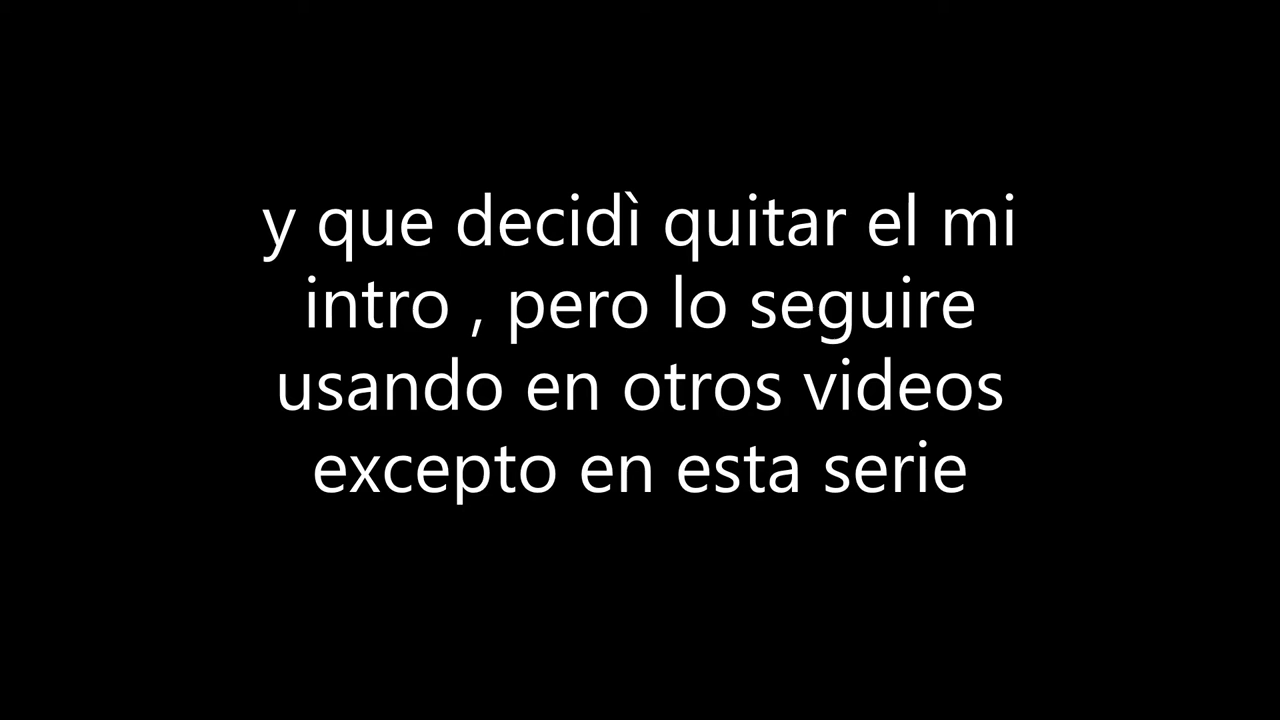 y que decidì quitar el mi
intro , pero lo seguire
usando en otros videos
excepto en esta serie